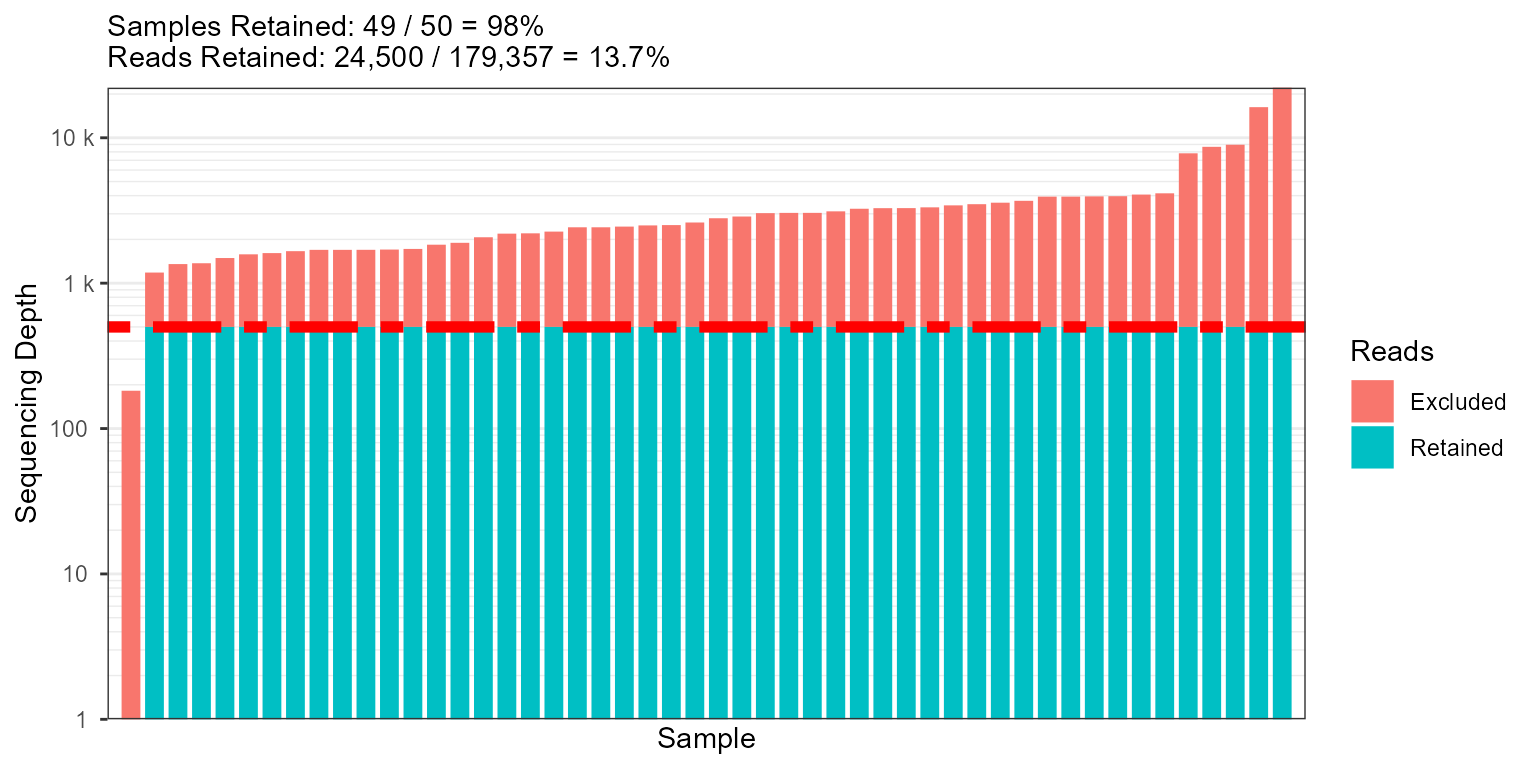 Samples Retained: 49 / 50 = 98%
Reads Retained: 24,500 / 179,357 = 13.7%
Sequencing Depth
10 k
1 k
100
10
1
Sample
Reads
Excluded
Retained